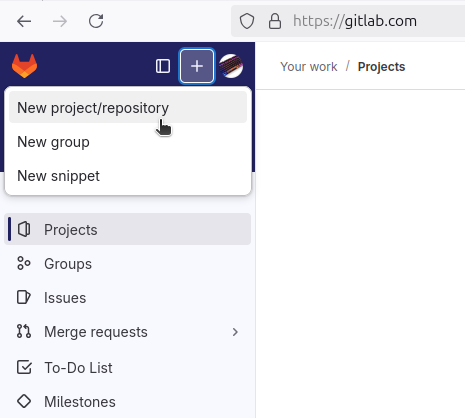 https://gitlab.com
Your work / Projects
New project/repository
New group
New snippet
Projects
Groups
Issues
Merge requests
To-Do List
Milestones